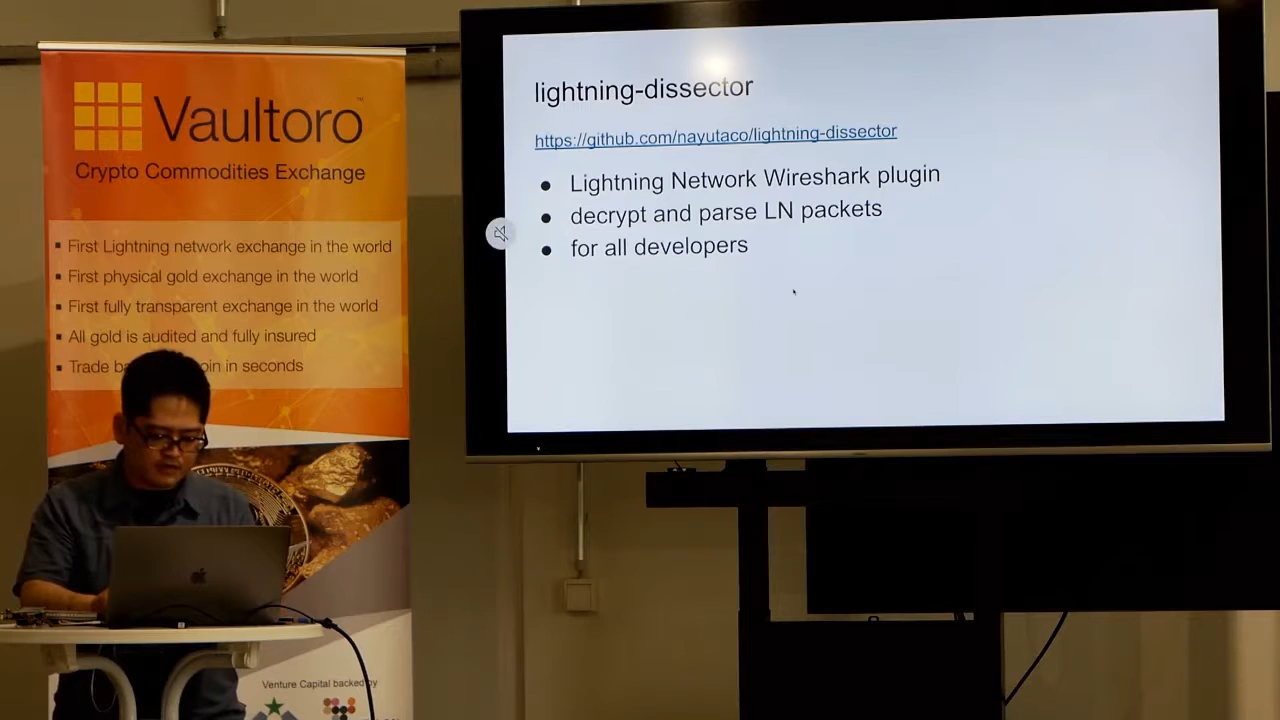 Vaultoro™
Crypto Commodities Exchange
▪ First Lightning network exchange in the world
▪ First physical gold exchange in the world
▪ First fully transparent exchange in the world
▪ All gold is audited and fully insured
▪ Trade in seconds
Venture Capital backed by
lightning-dissector
https://github.com/nayutaco/lightning-dissector
● Lightning Network Wireshark plugin
● decrypt and parse LN packets
● for all developers